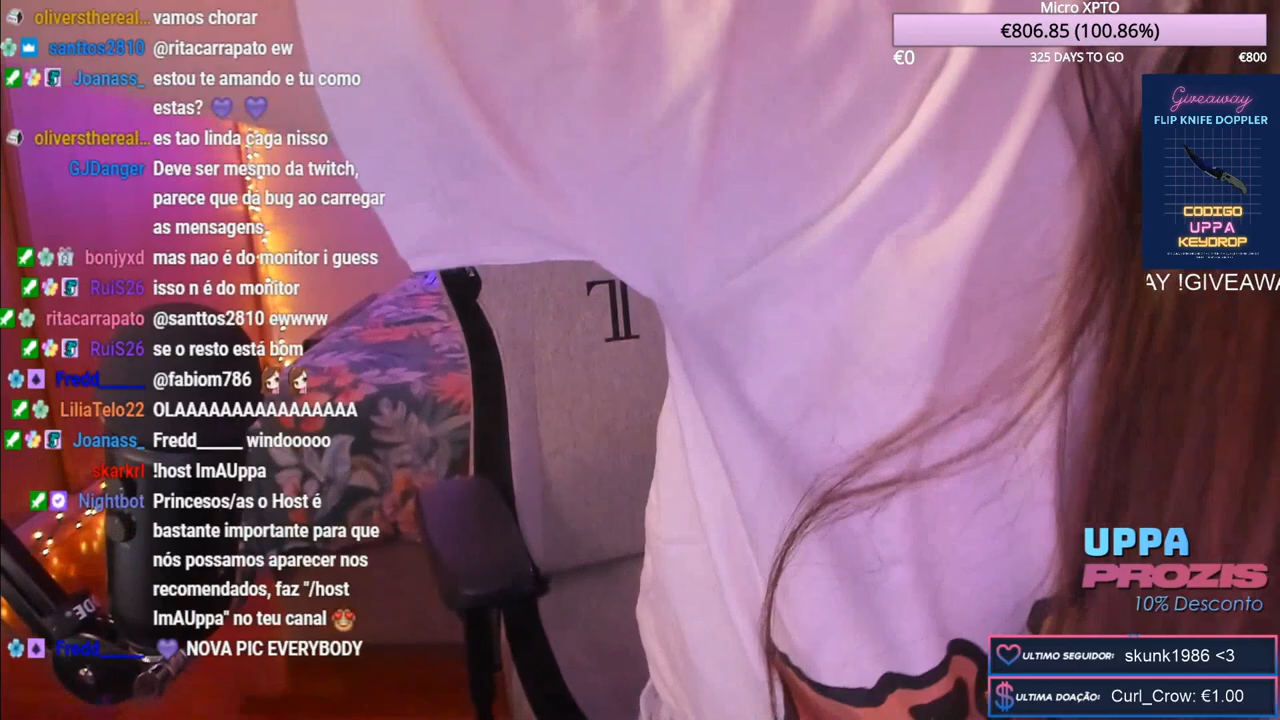 oliversthereal... vamos chorar
santtos2810 @ritacarrapato ew
Joanass_ estou te amando e tu como
estas? 💜 💜
oliversthereal... es tao linda caga nisso
GJDanger Deve ser mesmo da twitch,
parece que dá bug ao carregar
as mensagens
bonjyxd mas nao é do monitor i guess
RuiS26 isso n é do monitor
ritacarrapato @santtos2810 ewwww
RuiS26 se o resto está bom
Fredd_____ @fabiom786
LiliaTelo22 OLAAAAAAAAAAAAAAAA
Joanass_ Fredd_____ windooooo
skarkrl !host ImAUppa
Nightbot Princesos/as o Host é
bastante importante para que
nós possamos aparecer nos
recomendados, faz "/host
ImAUppa" no teu canal 😍
Fredd_____ 💜 NOVA PIC EVERYBODY
Micro XPTO
€806.85 (100.86%)
€0 325 DAYS TO GO €800
Giveaway
FLIP KNIFE DOPPLER
CODIGO
UPPA
KEYDROP
AY !GIVEAWA
UPPA
PROZIS
10% Desconto
ULTIMO SEGUIDOR: skunk1986 <3
ULTIMA DOAÇÃO: Curl_Crow: €1.00